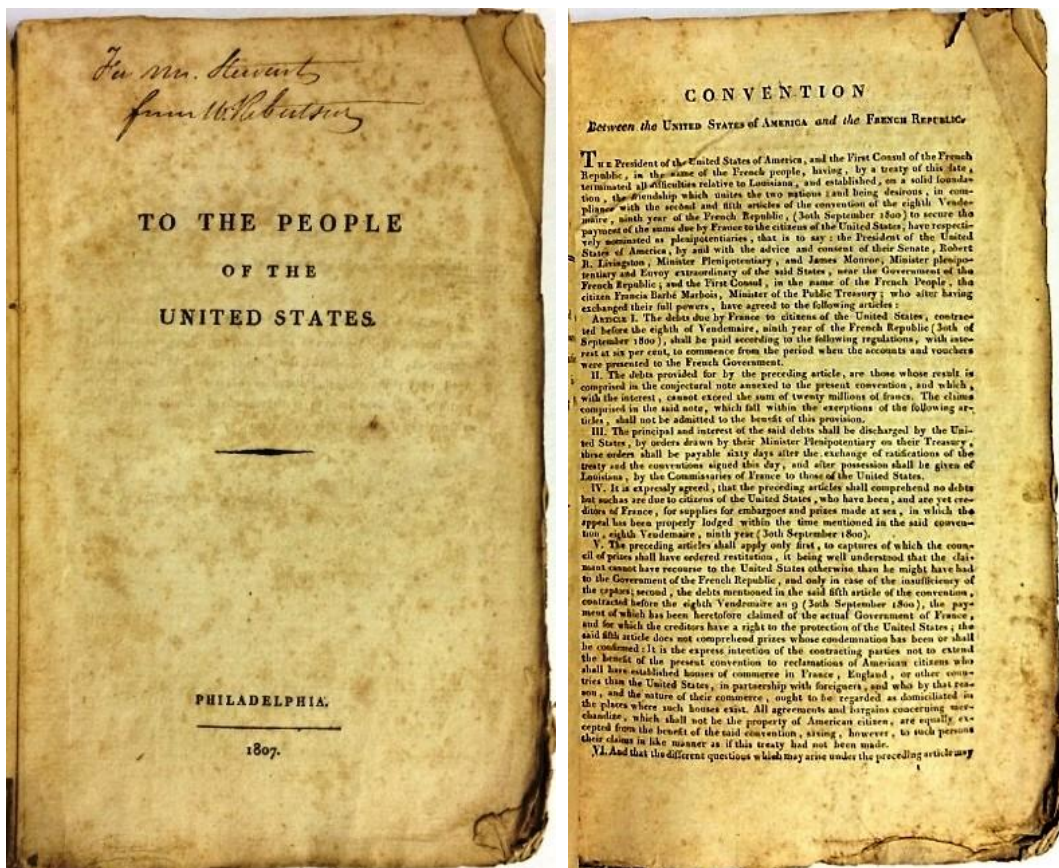 For Mr. Stewart
from W. Robertson
TO THE PEOPLE
OF THE
UNITED STATES.
PHILADELPHIA.
1807.
CONVENTION
Between the UNITED STATES of AMERICA and the FRENCH REPUBLIC.
THE President of the United States of America, and the First Consul of the French
Republic, in the name of the French people, having, by a treaty of this date,
terminated all difficulties relative to Louisiana, and established, on a solid founda-
tion, the friendship which unites the two nations; and being desirous, in com-
pliance with the second and fifth articles of the convention of the eighth Vende-
maire, ninth year of the French Republic, (30th September 1800) to secure the
payment of the sums due by France to the citizens of the United States, have respecti-
vely nominated as plenipotentiaries, that is to say: the President of the United
States of America, by and with the advice and consent of their Senate, Robert
R. Livingston, Minister Plenipotentiary, and James Monroe, Minister plenipo-
tentiary and Envoy extraordinary of the said States, near the Government of the
French Republic; and the First Consul, in the name of the French People, the
citizen Francis Barbé Marbois, Minister of the Public Treasury; who after having
exchanged their full powers, have agreed to the following articles:
ARTICLE I. The debts due by France to citizens of the United States, contrac-
ted before the eighth of Vendemaire, ninth year of the French Republic (30th of
September 1800), shall be paid according to the following regulations, with inte-
rest at six per cent, to commence from the period when the accounts and vouchers
were presented to the French Government.
II. The debts provided for by the preceding article, are those whose result is
comprised in the conjectural note annexed to the present convention, and which,
with the interest, cannot exceed the sum of twenty millions of francs. The claims
comprised in the said note, which fall within the exceptions of the following ar-
ticles, shall not be admitted to the benefit of this provision.
III. The principal and interest of the said debts shall be discharged by the Uni-
ted States, by orders drawn by their Minister Plenipotentiary on their Treasury,
these orders shall be payable sixty days after the exchange of ratifications of the
treaty and the conventions signed this day, and after possession shall be given of
Louisiana, by the Commissaries of France to those of the United States.
IV. It is expressly agreed, that the preceding articles shall comprehend no debts
but such as are due to citizens of the United States, who have been, and are yet cre-
ditors of France, for supplies for embargoes and prizes made at sea, in which the
appeal has been properly lodged within the time mentioned in the said conven-
tion, eighth Vendemaire, ninth year (30th September 1800).
V. The preceding articles shall apply only first, to captures of which the coun-
cil of prizes shall have ordered restitution, it being well understood that the clai-
mant cannot have recourse to the United States otherwise than he might have had
to the Government of the French Republic, and only in case of the insufficiency of
the captors; second, the debts mentioned in the said fifth article of the convention,
contracted before the eighth Vendemaire an 9 (30th September 1800), the pay-
ment of which has been heretofore claimed of the actual Government of France,
and for which the creditors have a right to the protection of the United States; the
said fifth article does not comprehend prizes whose condemnation has been or shall
be confirmed: It is the express intention of the contracting parties not to extend
the benefit of the present convention to reclamations of American citizens who
shall have established houses of commerce in France, England, or other coun-
tries than the United States, in partnership with foreigners, and who by that rea-
son, and the nature of their commerce, ought to be regarded as domiciliated in
the places where such houses exist. All agreements and bargains concerning mer-
chandize, which shall not be the property of American citizen, are equally ex-
cepted from the benefit of the said convention, saving, however, to such persons
their claims in like manner as if this treaty had not been made.
VI. And that the different questions which may arise under the preceding article may